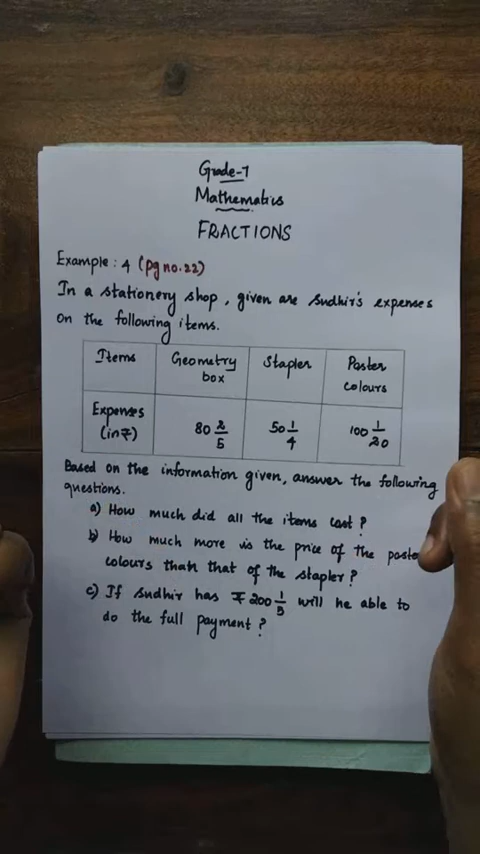 Grade-7
Mathematics
FRACTIONS
Example: 4 (pg no.22)
In a stationery shop, given are Sudhir's expenses
on the following items.
Items | Geometry box | Stapler | Poster colours
Expenses (in ₹) | 80 2/5 | 50 1/4 | 100 1/20
Based on the information given, answer the following
questions.
a) How much did all the items cost?
b) How much more is the price of the poste
colours than that of the stapler?
c) If Sudhir has ₹ 200 1/5 will he able to
do the full payment?